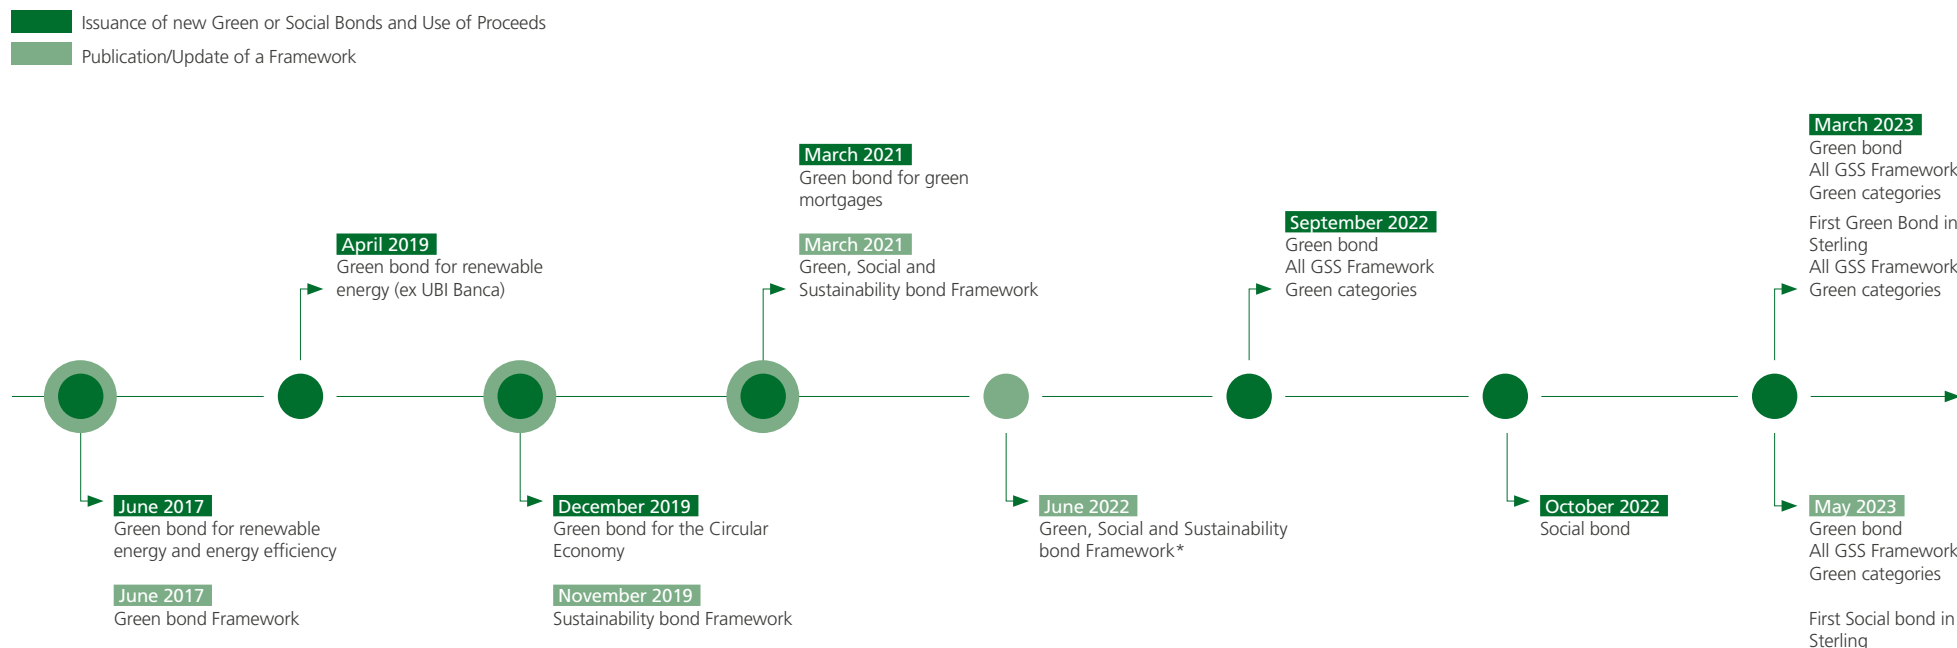 Issuance of new Green or Social Bonds and Use of Proceeds
Publication/Update of a Framework
June 2017
Green bond for renewable
energy and energy efficiency
June 2017
Green bond Framework
April 2019
Green bond for renewable
energy (ex UBI Banca)
December 2019
Green bond for the Circular
Economy
November 2019
Sustainability bond Framework
March 2021
Green bond for green
mortgages
March 2021
Green, Social and
Sustainability bond Framework
June 2022
Green, Social and Sustainability
bond Framework*
September 2022
Green bond
All GSS Framework
Green categories
October 2022
Social bond
March 2023
Green bond
All GSS Framework
Green categories
First Green Bond in
Sterling
All GSS Framework
Green categories
May 2023
Green bond
All GSS Framework
Green categories
First Social bond in
Sterling